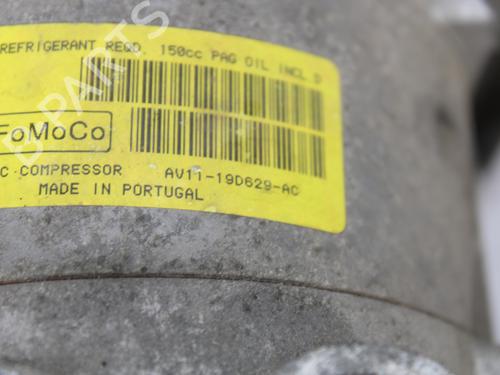 REFRIGERANT REQD. 150cc PAG OIL INCL D
FoMoCo
C COMPRESSOR AV11-19D629-AC
MADE IN PORTUGAL
PARTS